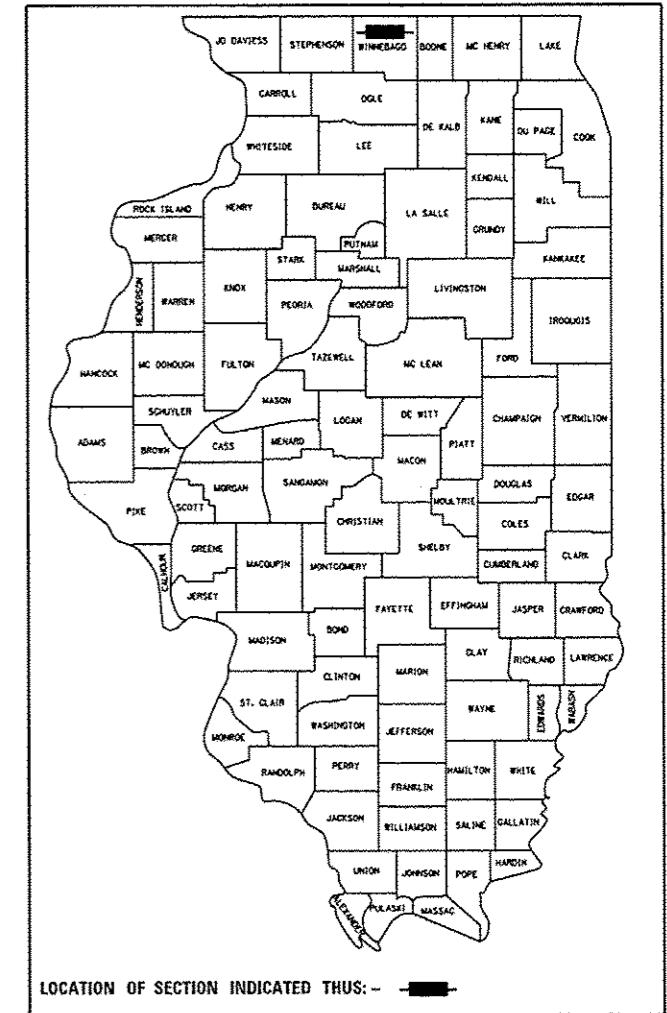 JO DAVIESS STEPHENSON WINNEBAGO BOONE MC HENRY LAKE
CARROLL OGLE DE KALB KANE DU PAGE COOK
WHITESIDE LEE KENDALL WILL
ROCK ISLAND HENRY BUREAU LA SALLE GRUNDY
MERCER PUTNAM KANKAKEE
STARK MARSHALL
HENDERSON WARREN KNOX PEORIA WOODFORD LIVINGSTON IROQUOIS
HANCOCK MC DONOUGH FULTON TAZEWELL MC LEAN FORD
SCHUYLER MASON LOGAN DE WITT CHAMPAIGN VERMILION
ADAMS BROWN CASS MENARD MACON PIATT
PIKE SCOTT MORGAN SANGAMON CHRISTIAN MOULTRIE DOUGLAS EDGAR
COLES
CALHOUN GREENE MACOUPIN MONTGOMERY SHELBY CUMBERLAND CLARK
JERSEY FAYETTE EFFINGHAM JASPER CRAWFORD
MADISON BOND CLAY RICHLAND LAWRENCE
CLINTON MARION
ST. CLAIR WASHINGTON JEFFERSON WAYNE EDWARDS WABASH
MONROE
RANDOLPH PERRY FRANKLIN HAMILTON WHITE
JACKSON WILLIAMSON SALINE GALLATIN
UNION JOHNSON POPE HARDIN
ALEXANDER PULASKI MASSAC
LOCATION OF SECTION INDICATED THUS: -